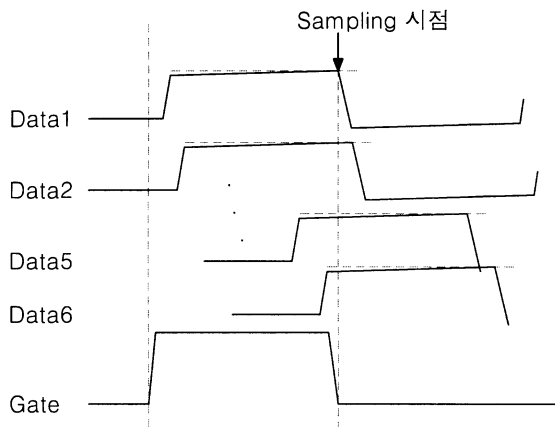 Sampling 시점
Data1
Data2
Data5
Data6
Gate